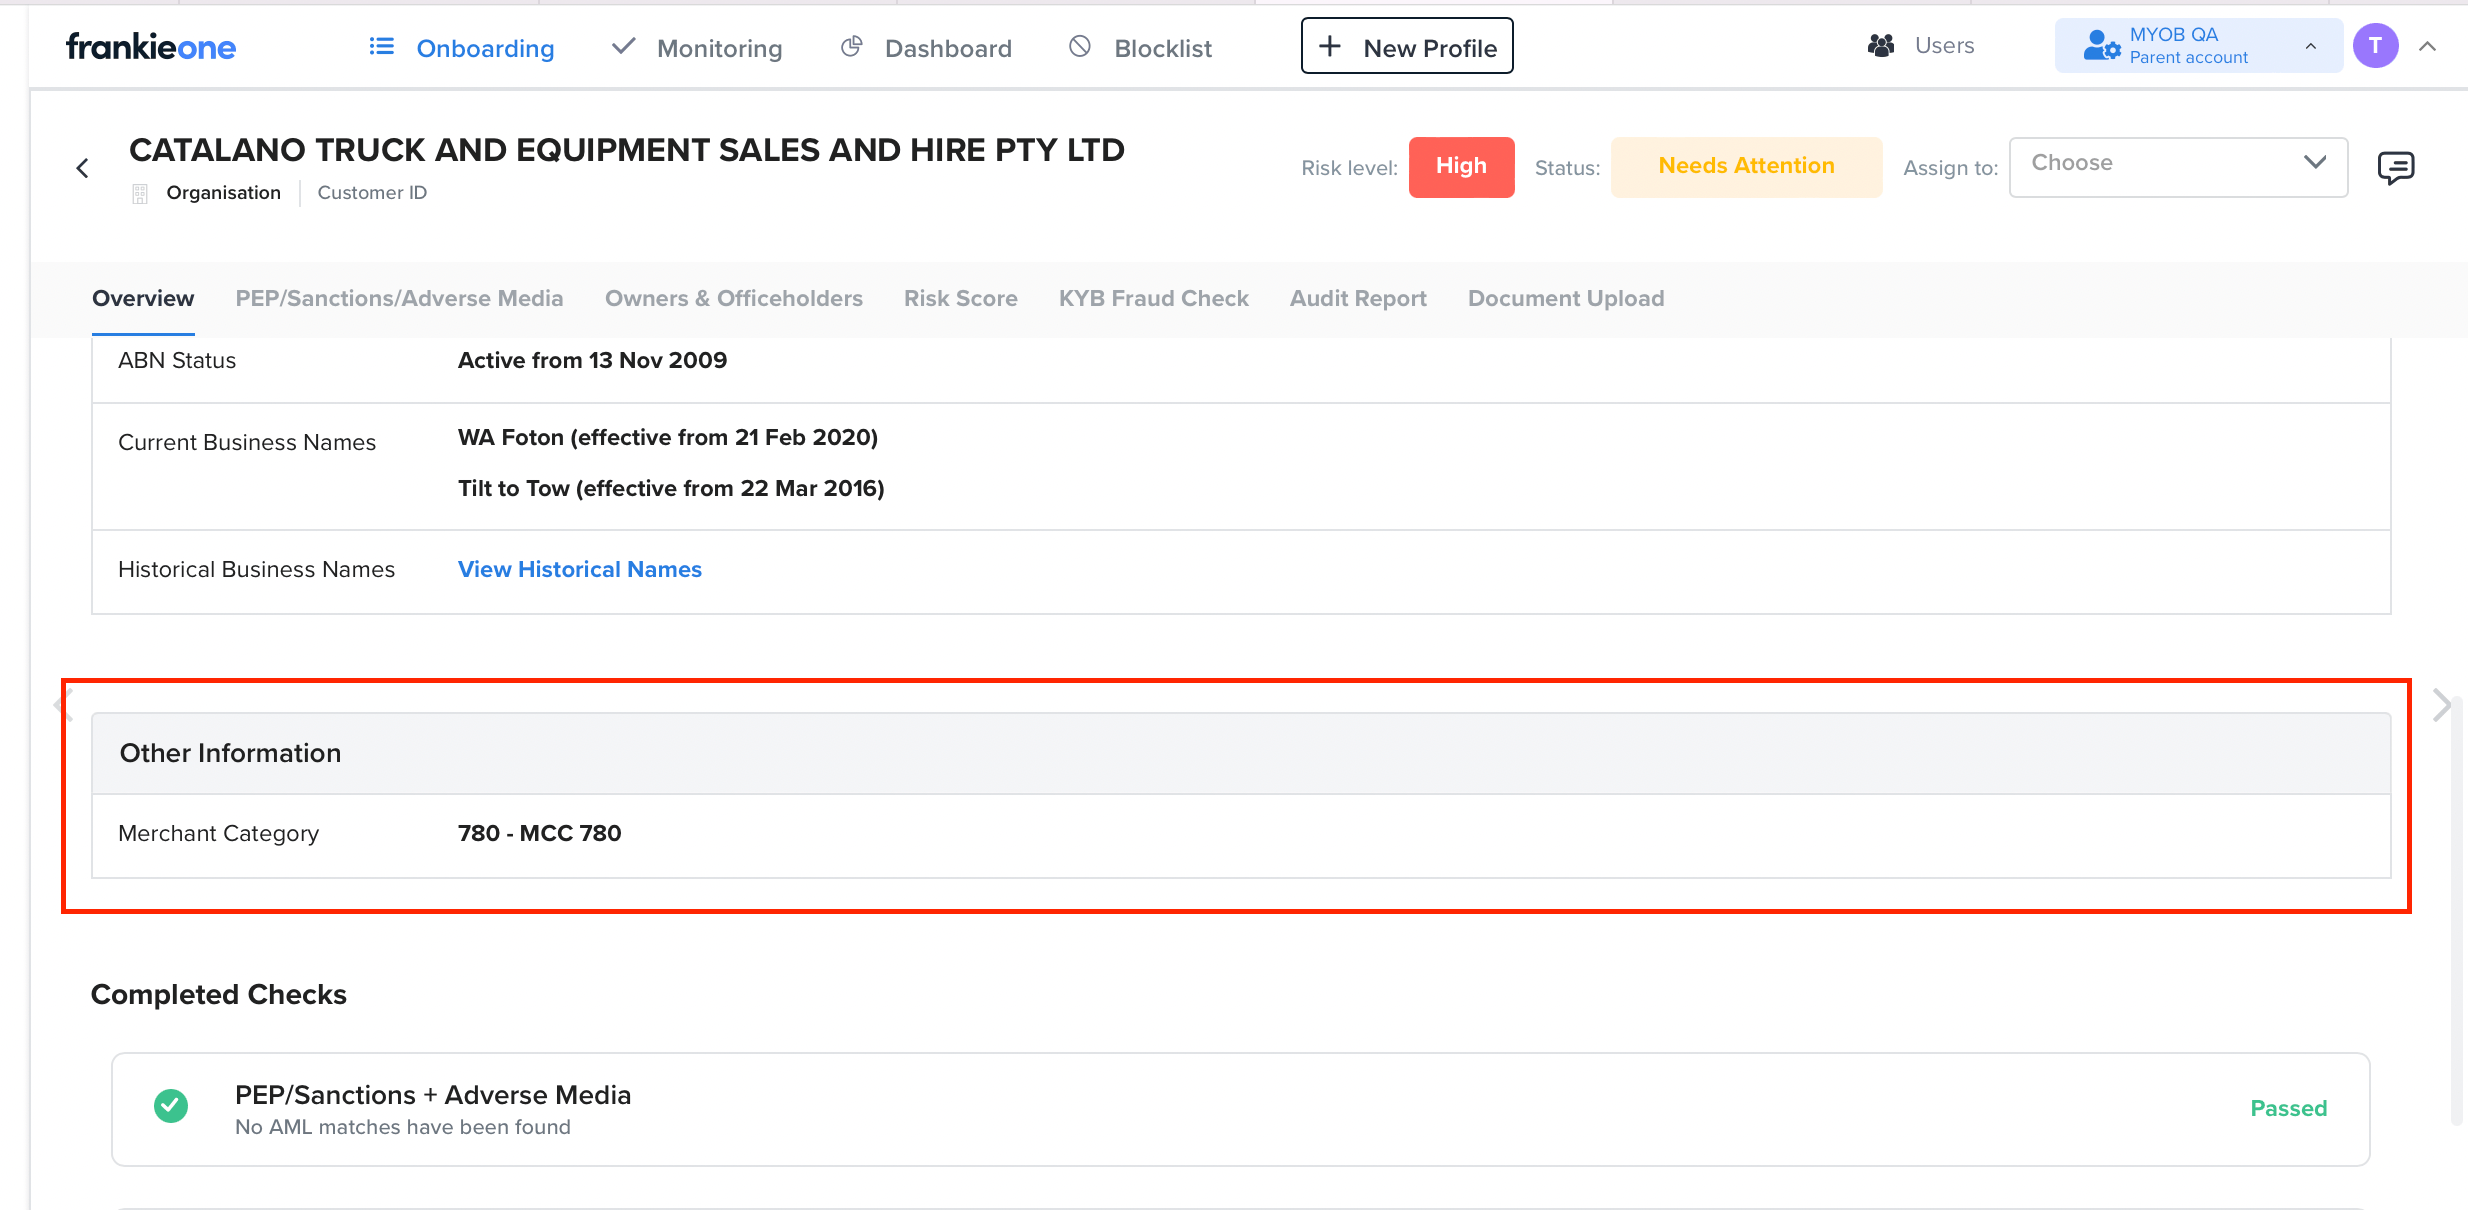 frankieone
Onboarding
Monitoring
Dashboard
Blocklist
New Profile
Users
MYOB QA
Parent account
T
CATALANO TRUCK AND EQUIPMENT SALES AND HIRE PTY LTD
Organisation
Customer ID
Risk level:
High
Status:
Needs Attention
Assign to:
Choose
Overview
PEP/Sanctions/Adverse Media
Owners & Officeholders
Risk Score
KYB Fraud Check
Audit Report
Document Upload
ABN Status
Active from 13 Nov 2009
Current Business Names
WA Foton (effective from 21 Feb 2020)
Tilt to Tow (effective from 22 Mar 2016)
Historical Business Names
View Historical Names
Other Information
Merchant Category
780 - MCC 780
Completed Checks
PEP/Sanctions + Adverse Media
No AML matches have been found
Passed